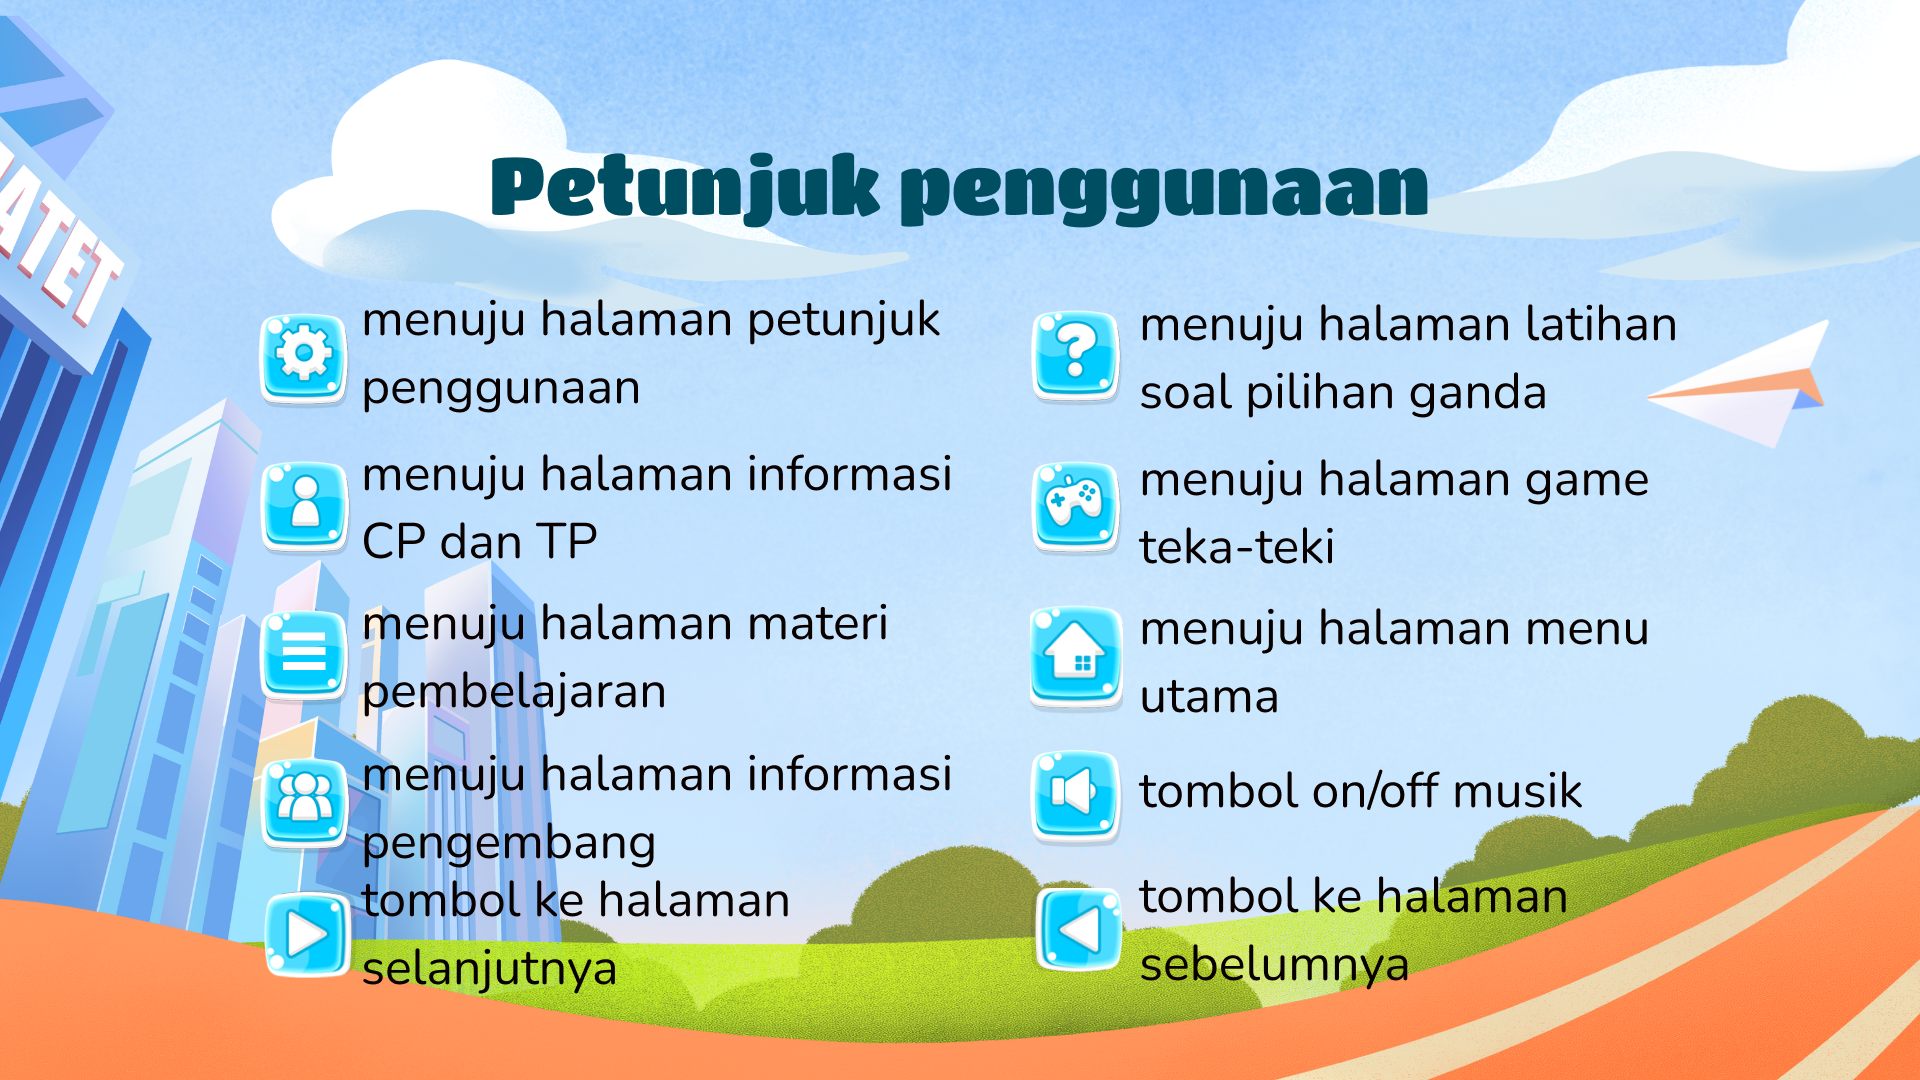 Petunjuk penggunaan
menuju halaman petunjuk
penggunaan
menuju halaman informasi
CP dan TP
menuju halaman materi
pembelajaran
menuju halaman informasi
pengembang
tombol ke halaman
selanjutnya
menuju halaman latihan
soal pilihan ganda
menuju halaman game
teka-teki
menuju halaman menu
utama
tombol on/off musik
tombol ke halaman
sebelumnya